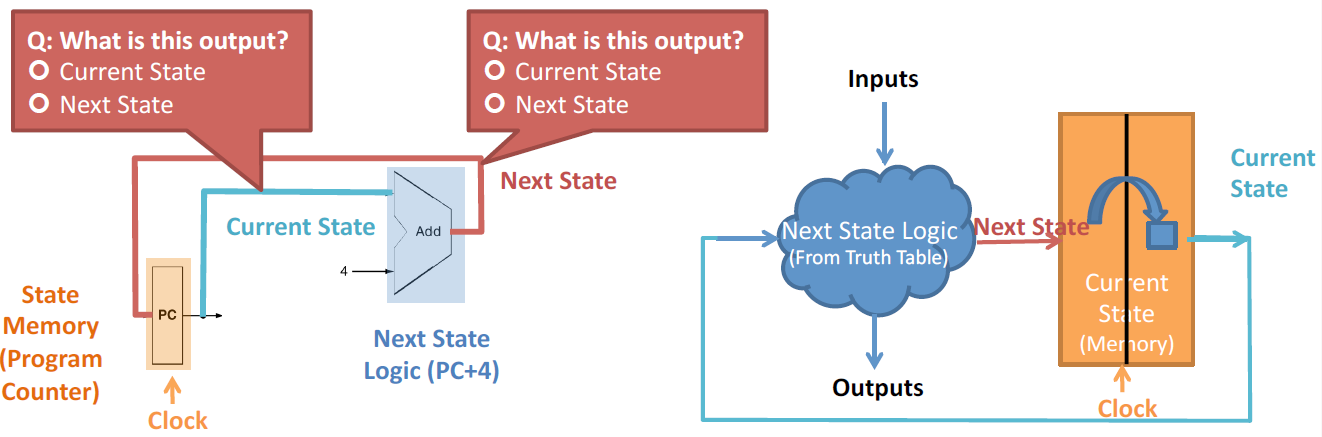 Q: What is this output?
Current State
Next State
Q: What is this output?
Current State
Next State
Next State
Current State
Add
4
PC
State
Memory
(Program
Counter)
Clock
Next State
Logic (PC+4)
Inputs
Next State Logic
(From Truth Table)
Outputs
Next State
Current
State
(Memory)
Clock
Current
State